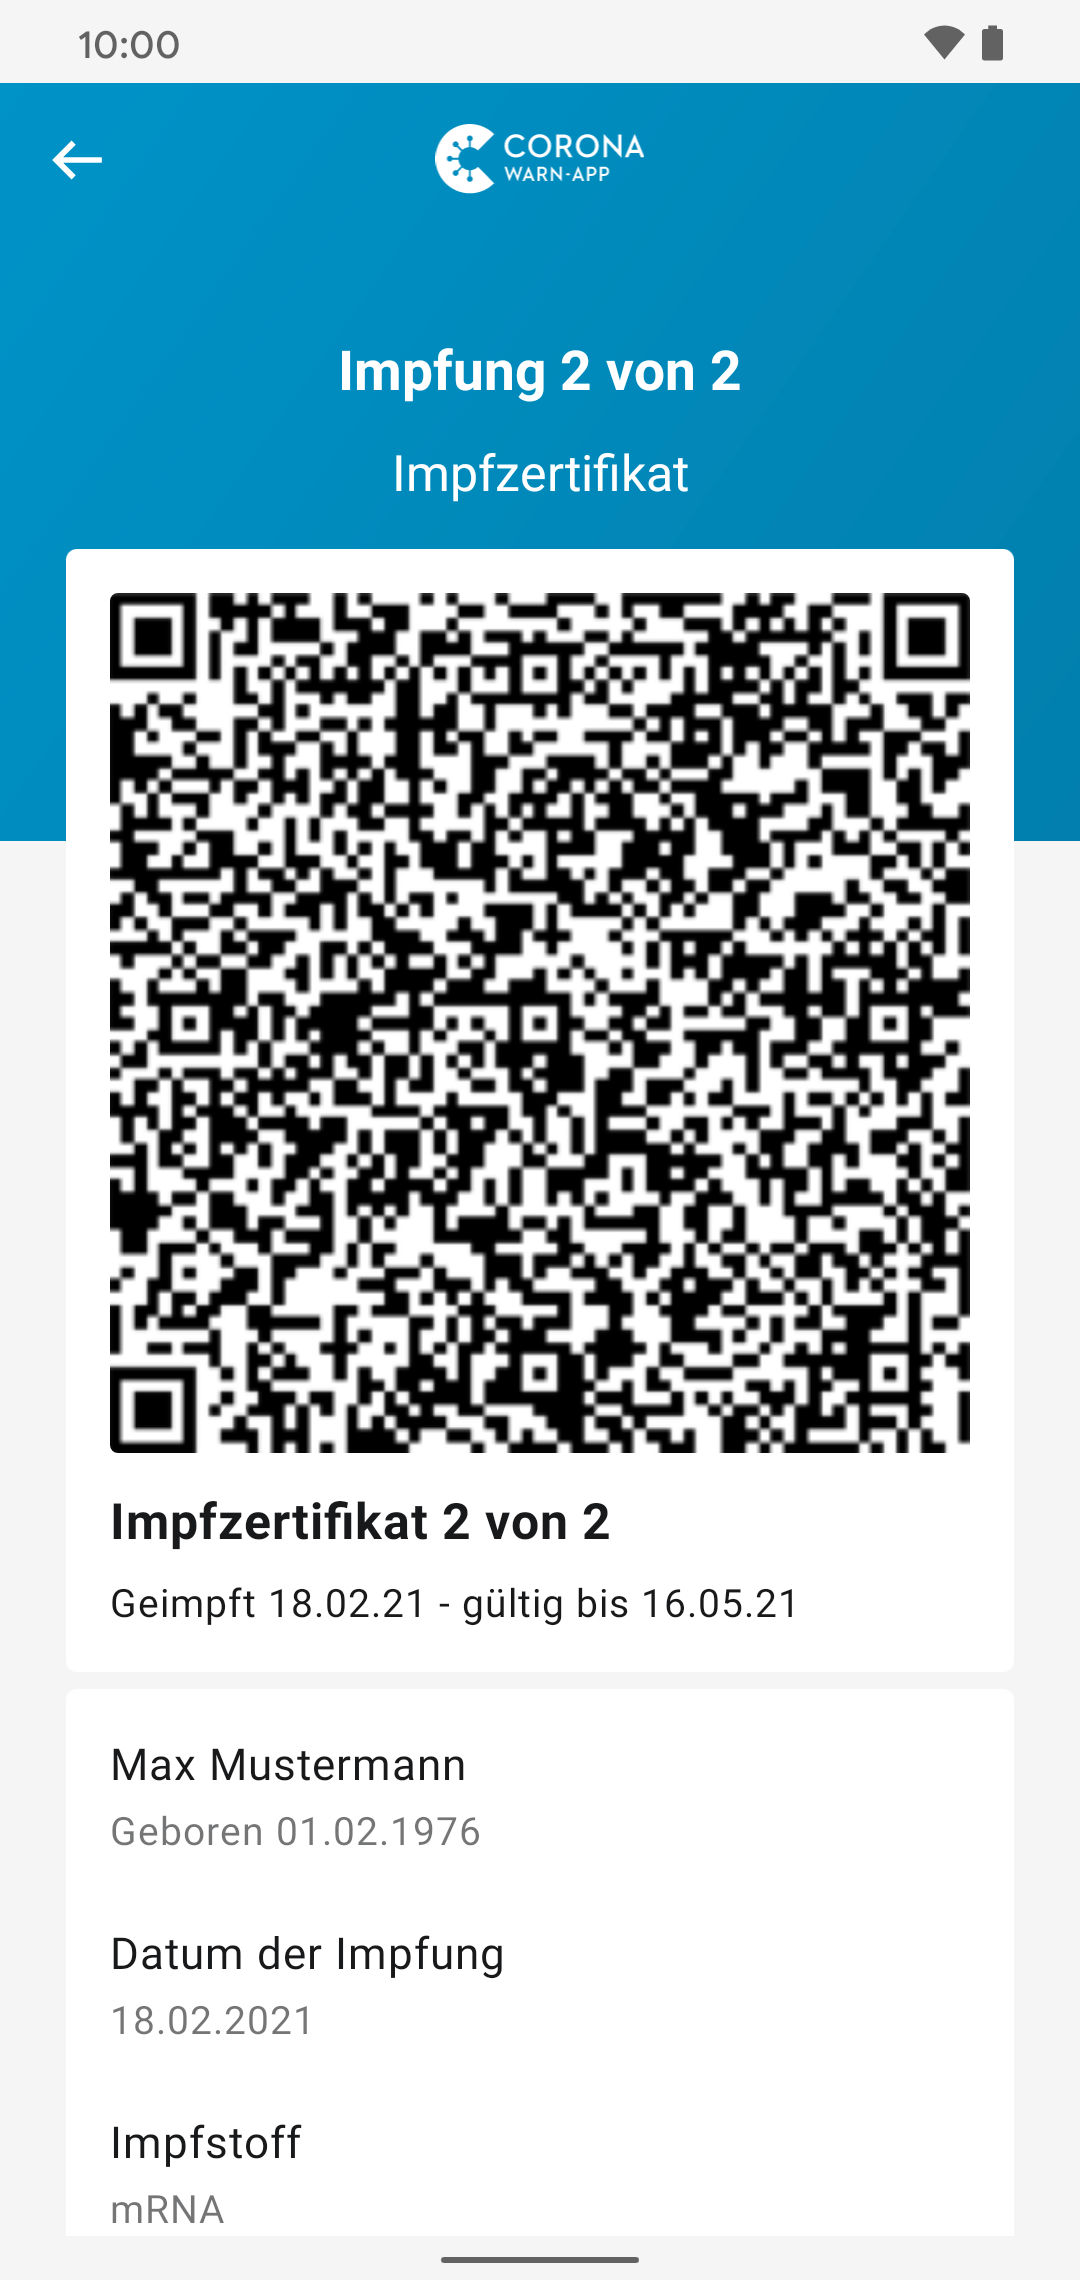 10:00
CORONA
WARN-APP
Impfung 2 von 2
Impfzertifikat
Impfzertifikat 2 von 2
Geimpft 18.02.21 - gültig bis 16.05.21
Max Mustermann
Geboren 01.02.1976
Datum der Impfung
18.02.2021
Impfstoff
mRNA